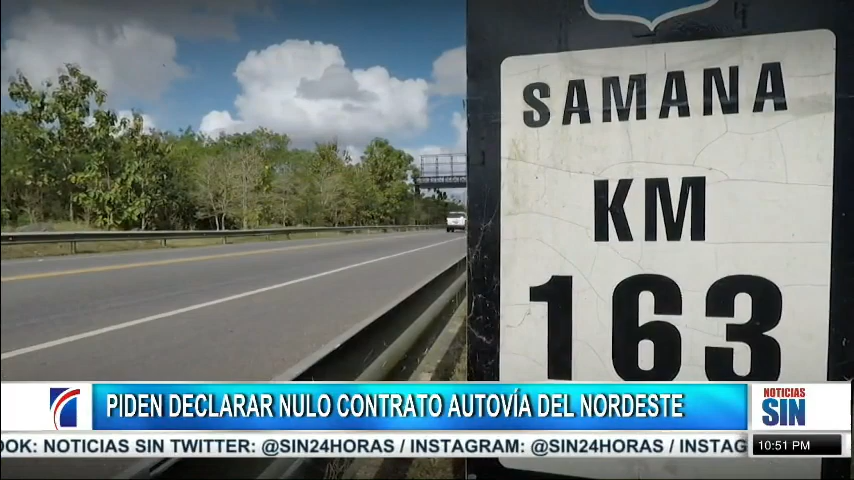 SAMANA
KM
163
PIDEN DECLARAR NULO CONTRATO AUTOVÍA DEL NORDESTE
NOTICIAS
SIN
OOK: NOTICIAS SIN TWITTER: @SIN24HORAS / INSTAGRAM: @SIN24HORAS / INSTAG
10:51 PM